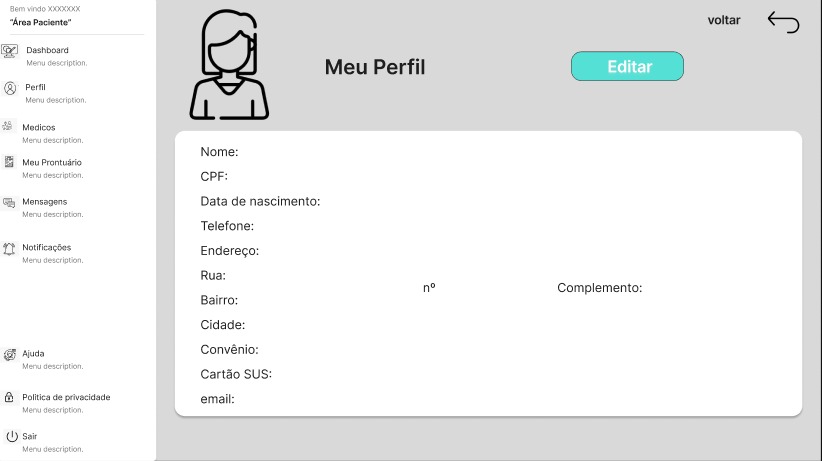 Bem vindo XXXXXXX
"Área Paciente"
Dashboard
Menu description.
Perfil
Menu description.
Medicos
Menu description.
Meu Prontuário
Menu description.
Mensagens
Menu description.
Notificações
Menu description.
Ajuda
Menu description.
Politica de privacidade
Menu description.
Sair
Menu description.
voltar
Meu Perfil
Editar
Nome:
CPF:
Data de nascimento:
Telefone:
Endereço:
Rua:
nº
Complemento:
Bairro:
Cidade:
Convênio:
Cartão SUS:
email: